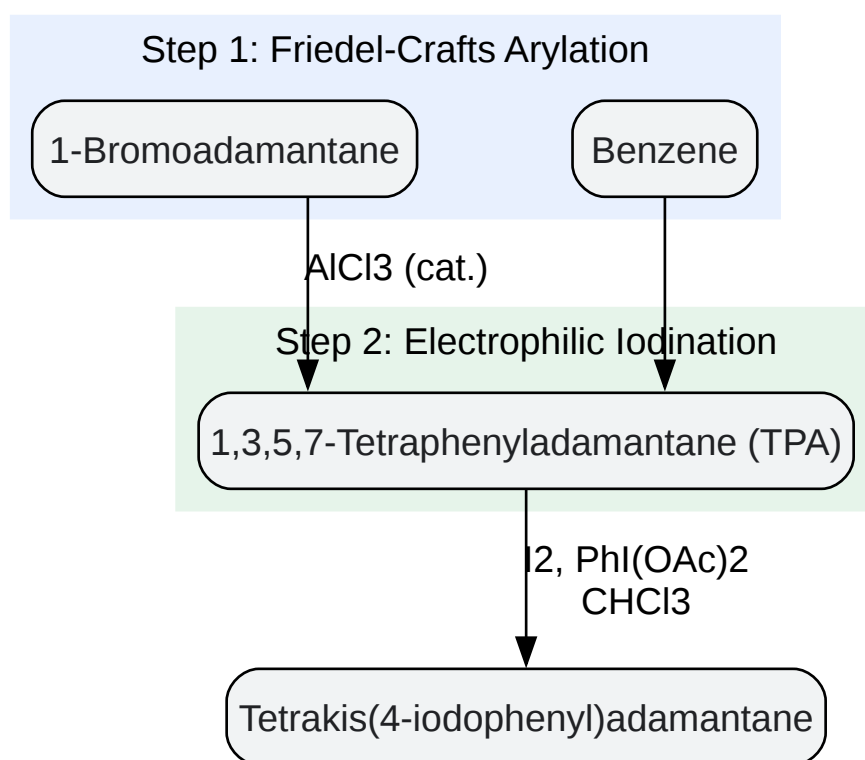 Step 1: Friedel-Crafts Arylation
1-Bromoadamantane
Benzene
AlCl3 (cat.)
Step 2: Electrophilic Iodination
1,3,5,7-Tetraphenyladamantane (TPA)
I2, PhI(OAc)2
CHCl3
Tetrakis(4-iodophenyl)adamantane